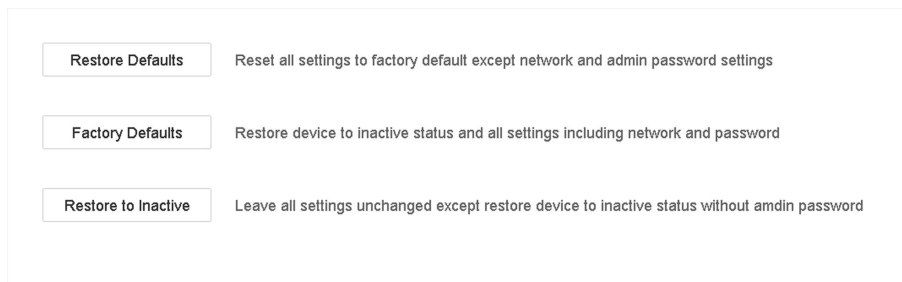 Restore Defaults Reset all settings to factory default except network and admin password settings
Factory Defaults Restore device to inactive status and all settings including network and password
Restore to Inactive Leave all settings unchanged except restore device to inactive status without amdin password